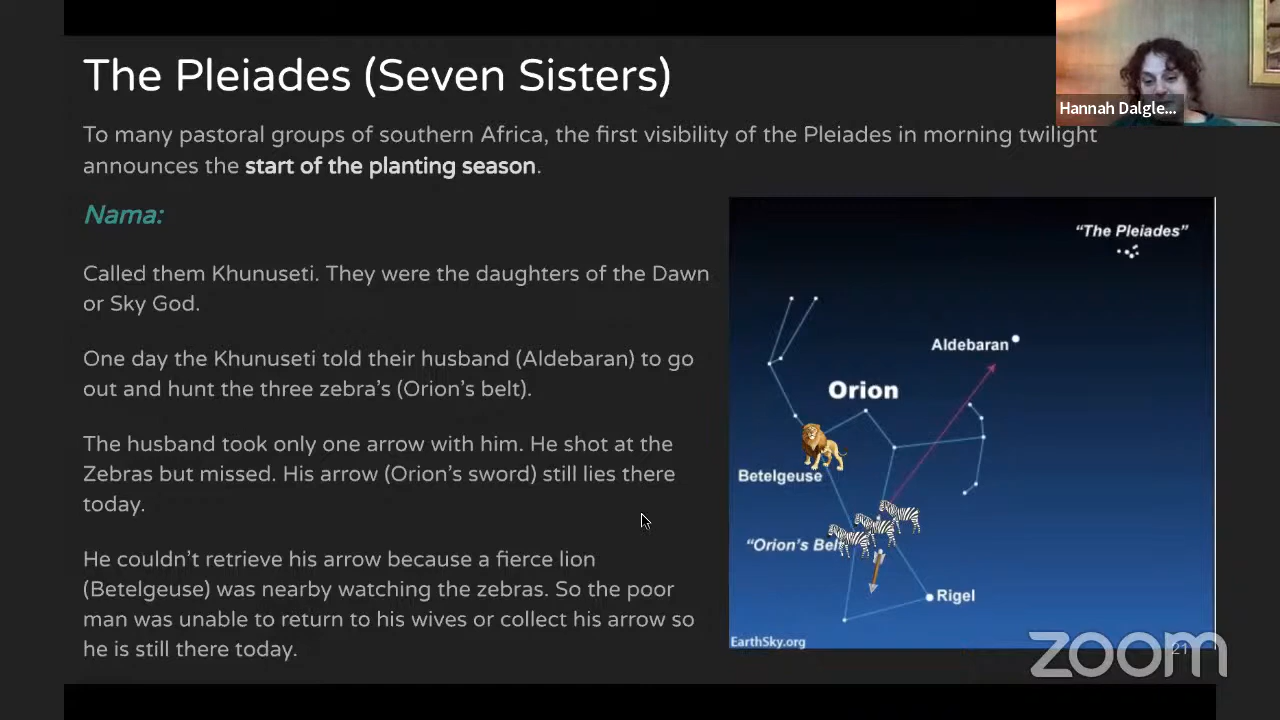 The Pleiades (Seven Sisters)
Hannah Dalgle...
To many pastoral groups of southern Africa, the first visibility of the Pleiades in morning twilight
announces the start of the planting season.
Nama:
Called them Khunuseti. They were the daughters of the Dawn
or Sky God.
One day the Khunuseti told their husband (Aldebaran) to go
out and hunt the three zebra's (Orion's belt).
The husband took only one arrow with him. He shot at the
Zebras but missed. His arrow (Orion's sword) still lies there
today.
He couldn't retrieve his arrow because a fierce lion
(Betelgeuse) was nearby watching the zebras. So the poor
man was unable to return to his wives or collect his arrow so
he is still there today.
"The Pleiades"
Aldebaran
Orion
Betelgeuse
"Orion's Bel
Rigel
EarthSky.org
zoom
21